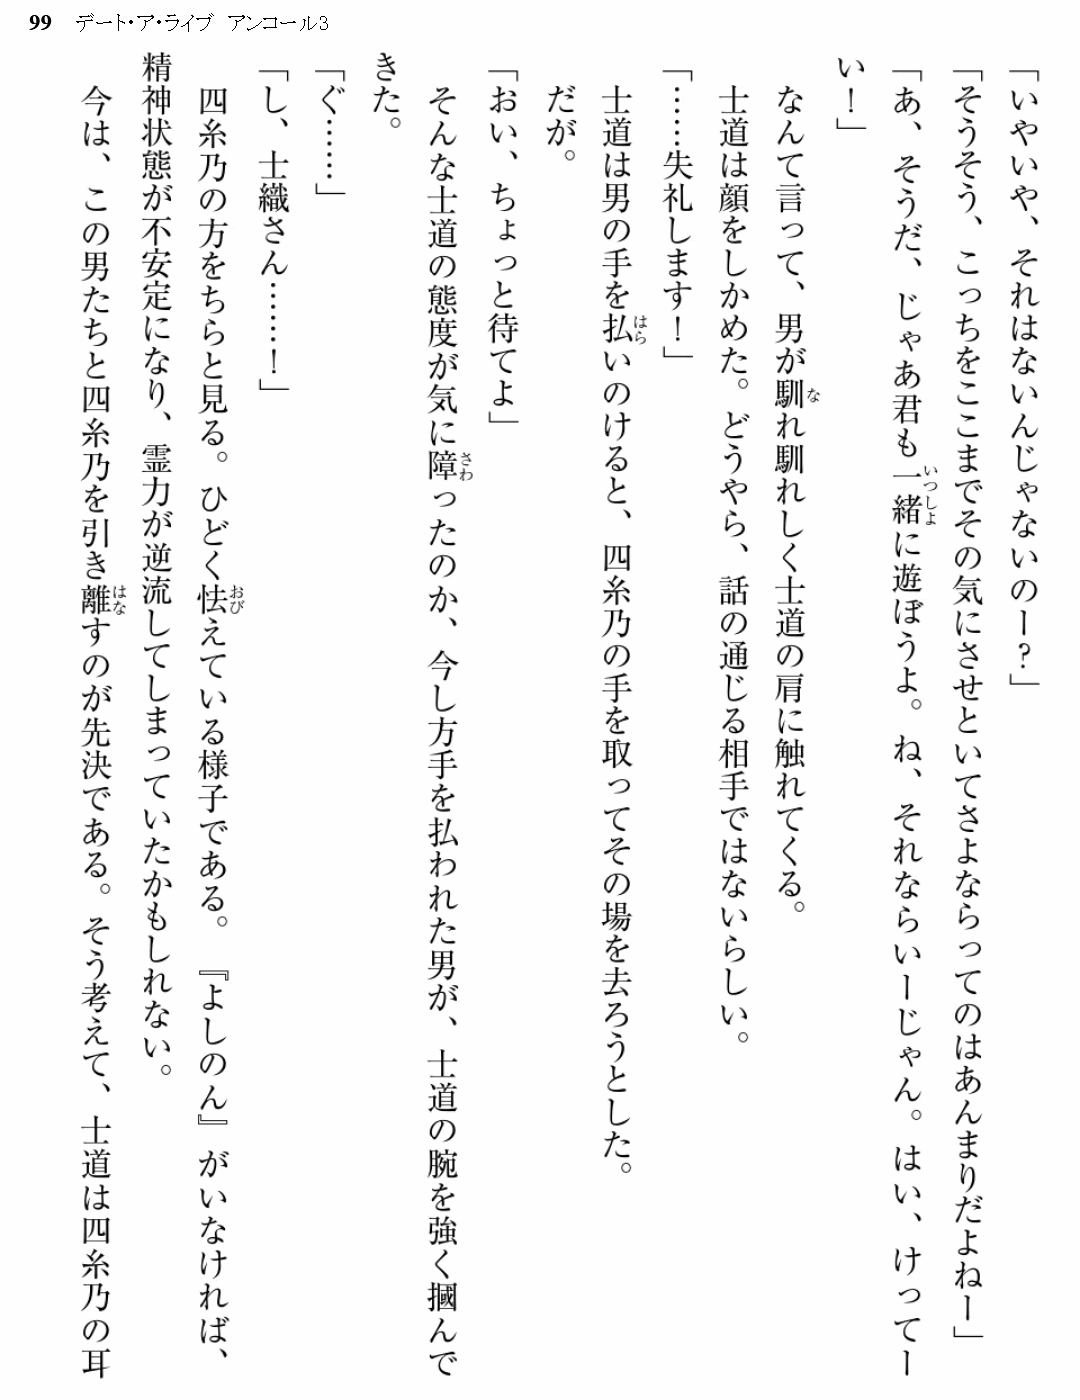 99 デート・ア・ライブ アンコール3
「いやいや、それはないんじゃないのー?」
「そうそう、こっちをここまでその気にさせといてさよならってのはあんまりだよねー」
「あ、そうだ、じゃあ君も一緒に遊ぼうよ。ね、それならいーじゃん。はい、けってー
い!」
なんて言って、男が馴れ馴れしく士道の肩に触れてくる。
士道は顔をしかめた。どうやら、話の通じる相手ではないらしい。
「……失礼します!」
士道は男の手を払いのけると、四糸乃の手を取ってその場を去ろうとした。
だが。
「おい、ちょっと待てよ」
そんな士道の態度が気に障ったのか、今し方手を払われた男が、士道の腕を強く摑んで
きた。
「ぐ……」
「し、士織さん……!」
四糸乃の方をちらと見る。ひどく怯えている様子である。『よしのん』がいなければ、
精神状態が不安定になり、霊力が逆流してしまっていたかもしれない。
今は、この男たちと四糸乃を引き離すのが先決である。そう考えて、士道は四糸乃の耳